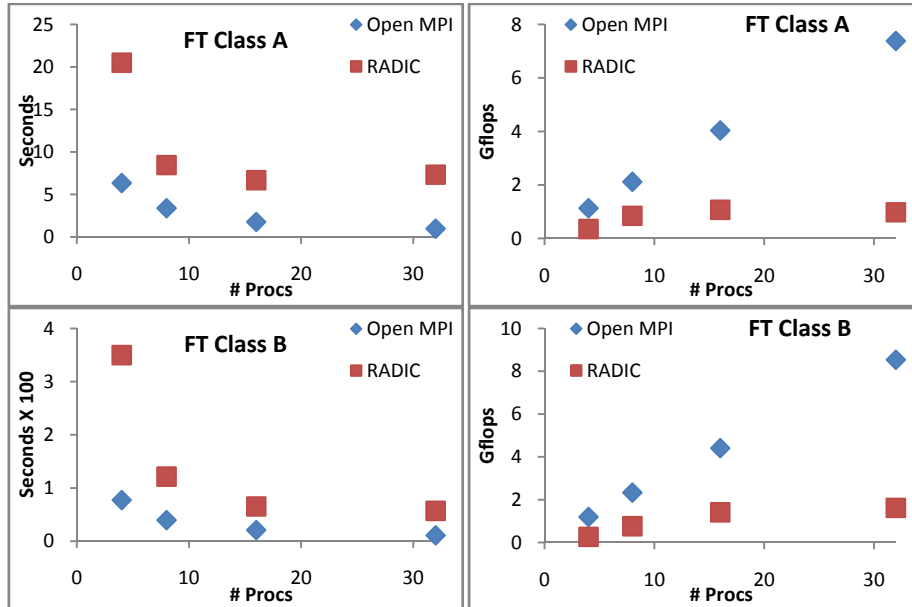 FT Class A
Open MPI
RADIC
Seconds
25
20
15
10
5
0
0
10
20
30
# Procs
FT Class A
Open MPI
RADIC
Gflops
8
6
4
2
0
0
10
20
30
# Procs
FT Class B
Open MPI
RADIC
Seconds X 100
4
3
2
1
0
0
10
20
30
# Procs
FT Class B
Open MPI
RADIC
Gflops
10
8
6
4
2
0
0
10
20
30
# Procs